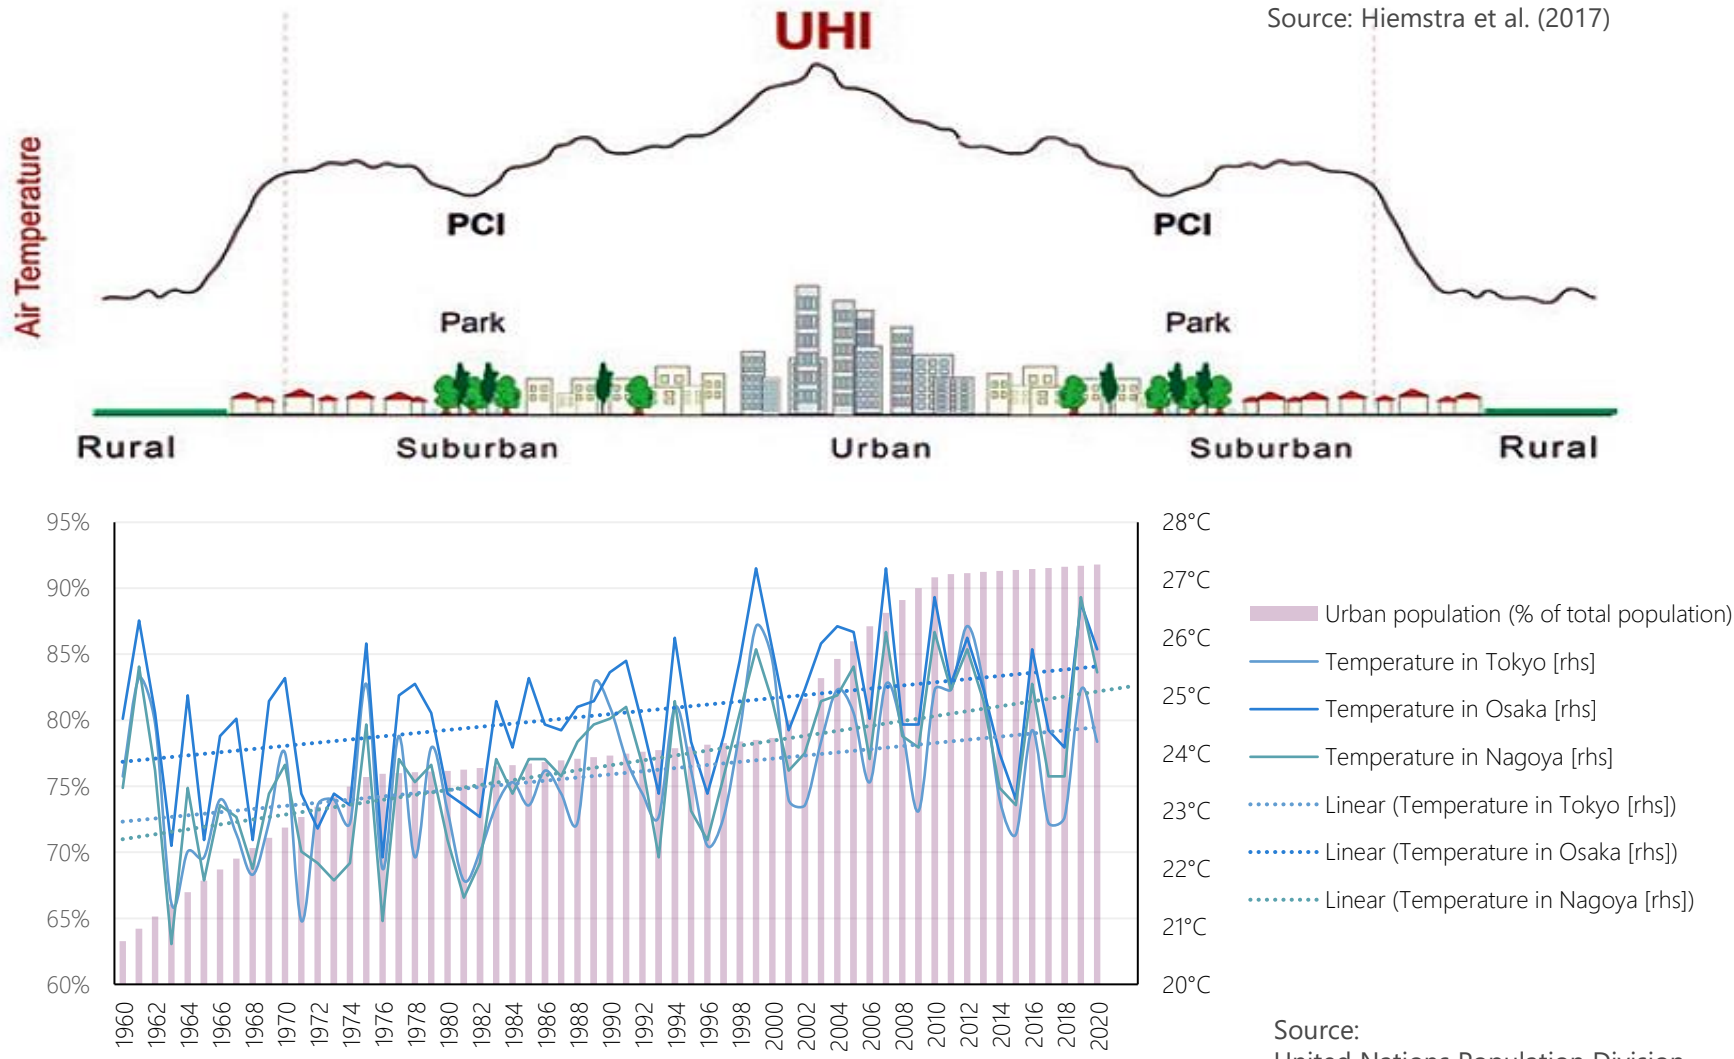 UHI
Source: Hiemstra et al. (2017)
Air Temperature
PCI
PCI
Park
Park
Rural
Suburban
Urban
Suburban
Rural
95%
90%
85%
80%
75%
70%
65%
60%
28°C
27°C
26°C
25°C
24°C
23°C
22°C
21°C
20°C
1960
1962
1964
1966
1968
1970
1972
1974
1976
1978
1980
1982
1984
1986
1988
1990
1992
1994
1996
1998
2000
2002
2004
2006
2008
2010
2012
2014
2016
2018
2020
Urban population (% of total population)
Temperature in Tokyo [rhs]
Temperature in Osaka [rhs]
Temperature in Nagoya [rhs]
Linear (Temperature in Tokyo [rhs])
Linear (Temperature in Osaka [rhs])
Linear (Temperature in Nagoya [rhs])
Source:
United Nations Population Division